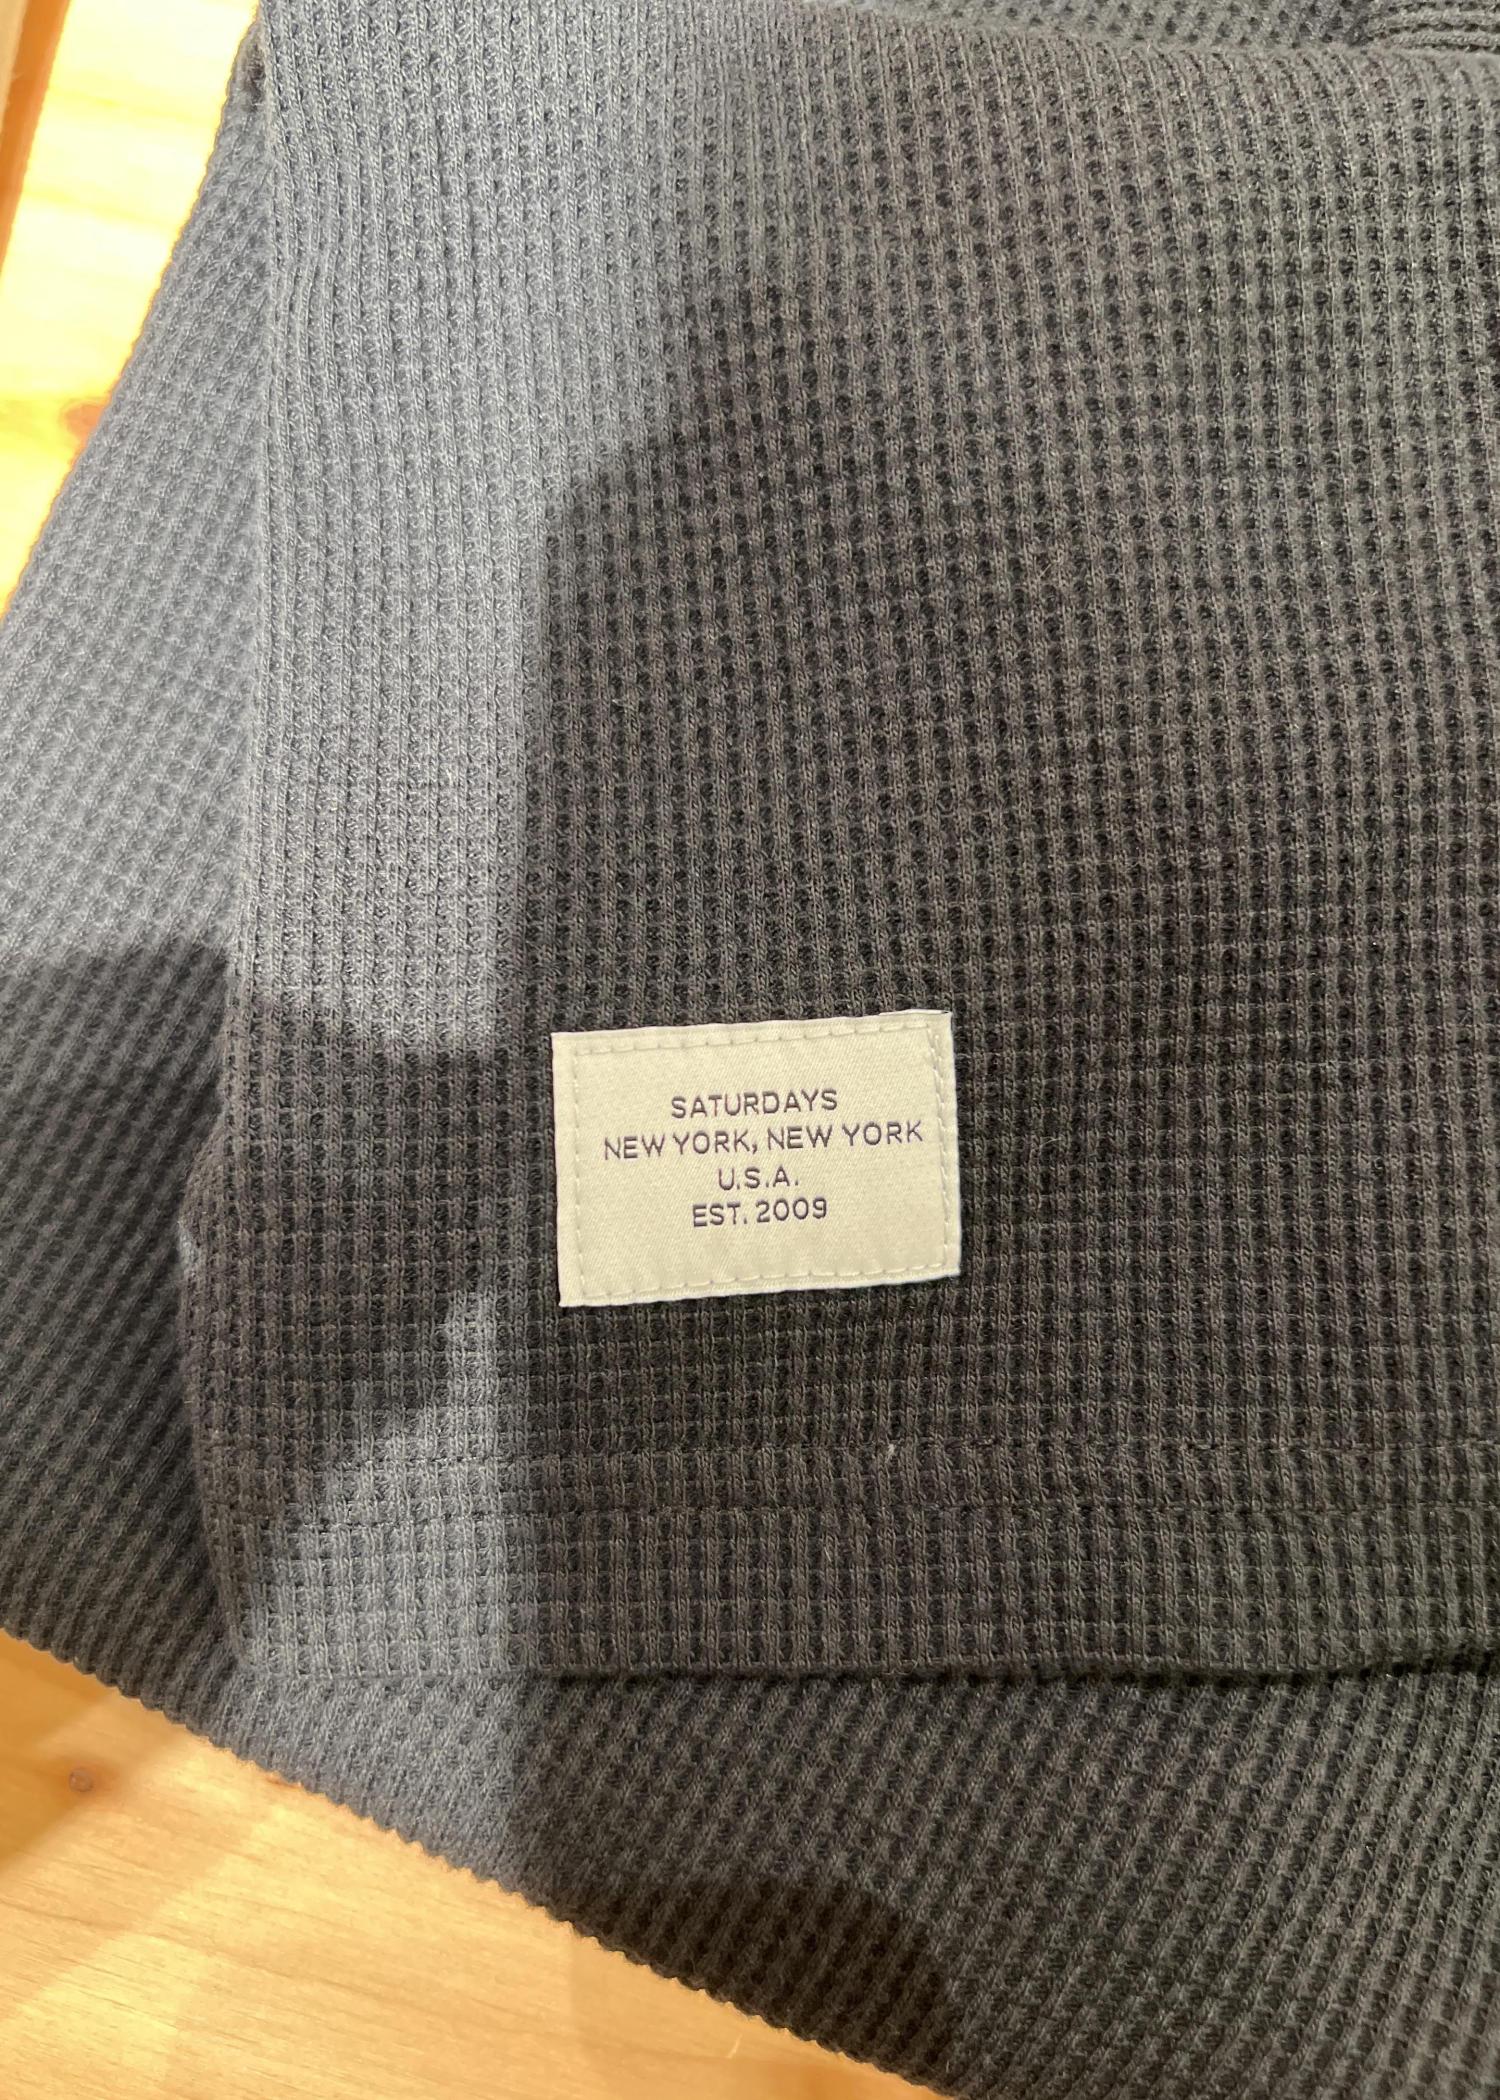 SATURDAYS
NEW YORK, NEW YORK
U.S.A.
EST. 2009